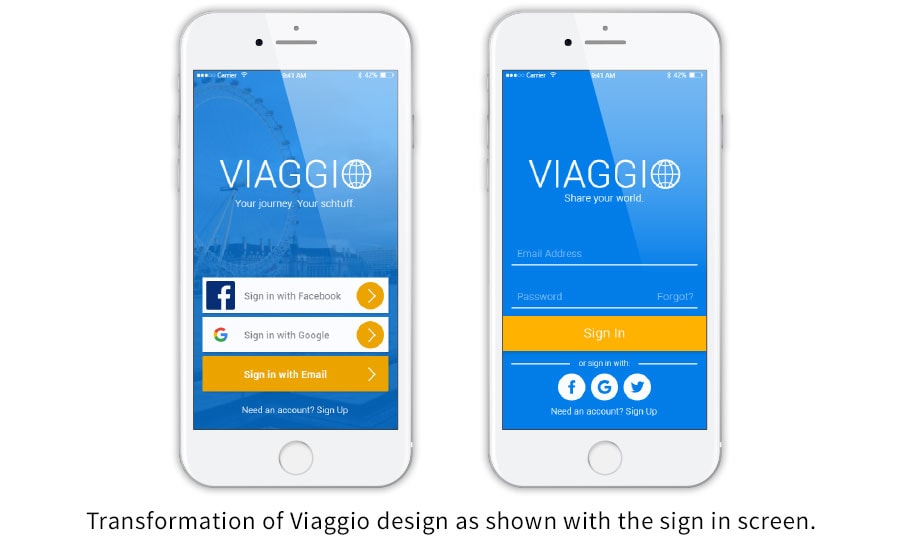 Carrier 9:41 AM 42%
VIAGGIO
Your journey. Your schtuff
Sign in with Facebook
Sign in with Google
Sign in with Email
Need an account? Sign Up
Carrier 9:41 AM 42%
VIAGGIO
Share your world.
Email Address
Password Forgot?
Sign In
or sign in with:
Need an account? Sign Up
Transformation of Viaggio design as shown with the sign in screen.